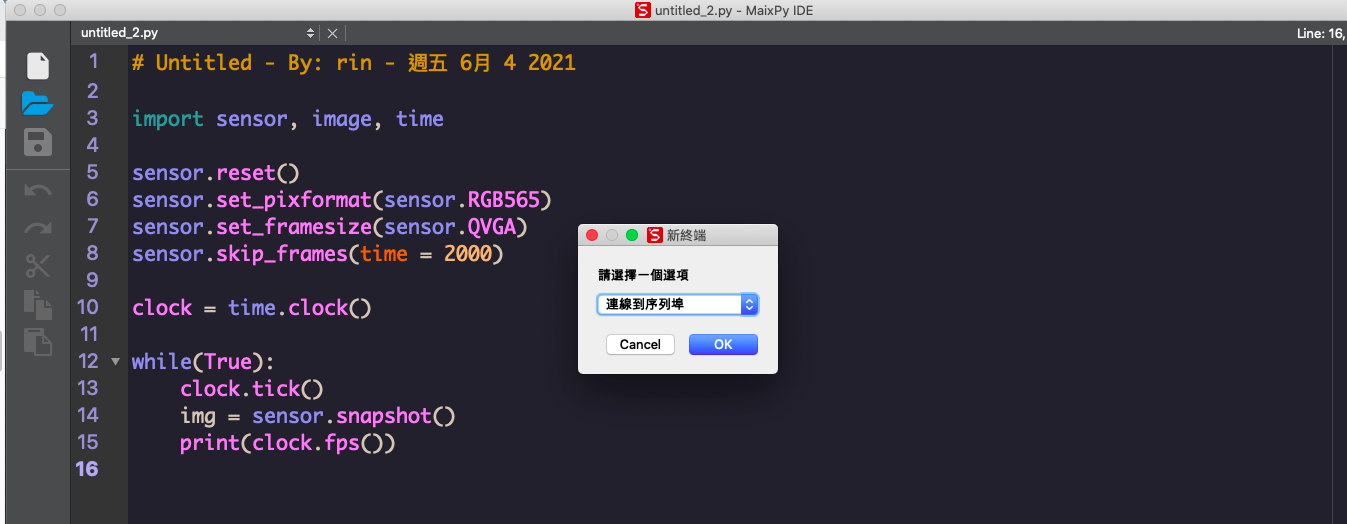 untitled_2.py - MaixPy IDE
untitled_2.py
Line: 16,
1 # Untitled - By: rin - 週五 6月 4 2021
2
3 import sensor, image, time
4
5 sensor.reset()
6 sensor.set_pixformat(sensor.RGB565)
7 sensor.set_framesize(sensor.QVGA)
8 sensor.skip_frames(time = 2000)
9
10 clock = time.clock()
11
12 while(True):
13 clock.tick()
14 img = sensor.snapshot()
15 print(clock.fps())
16
新終端
請選擇一個選項
連線到序列埠
Cancel OK